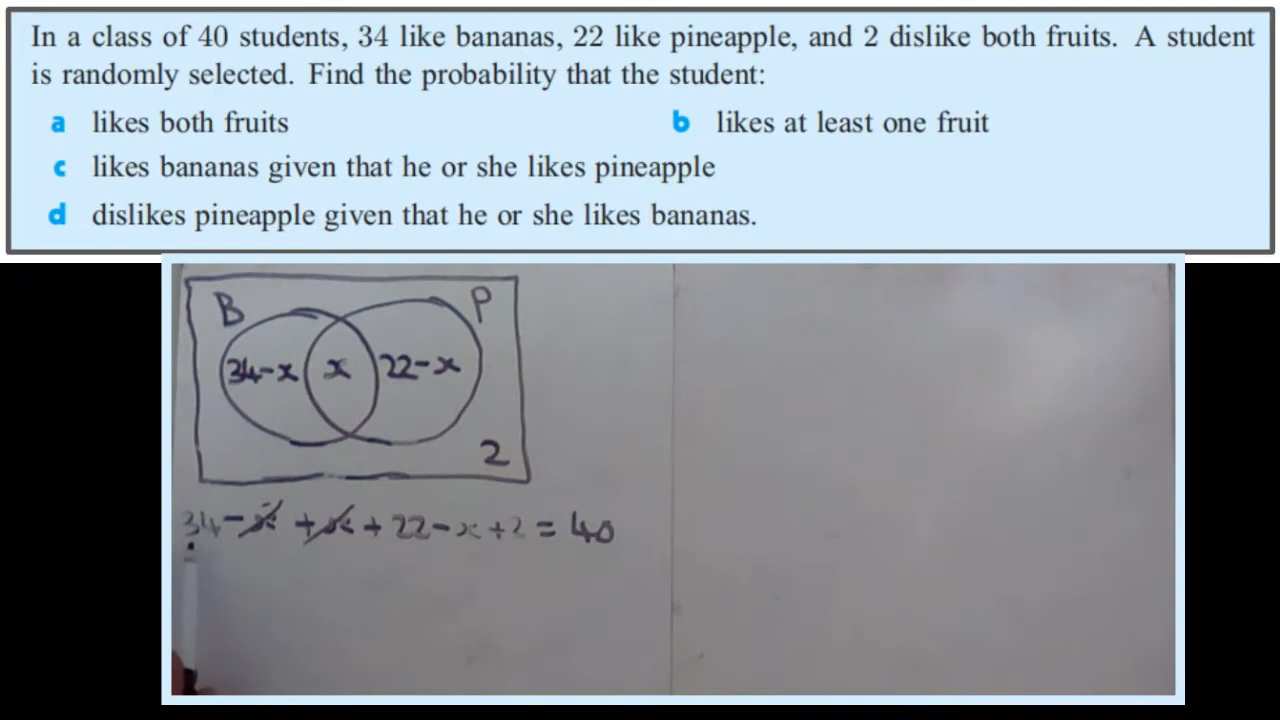 In a class of 40 students, 34 like bananas, 22 like pineapple, and 2 dislike both fruits. A student
is randomly selected. Find the probability that the student:
a likes both fruits
b likes at least one fruit
c likes bananas given that he or she likes pineapple
d dislikes pineapple given that he or she likes bananas.
B P
34-x x 22-x
2
34-x+x+22-x+2=40